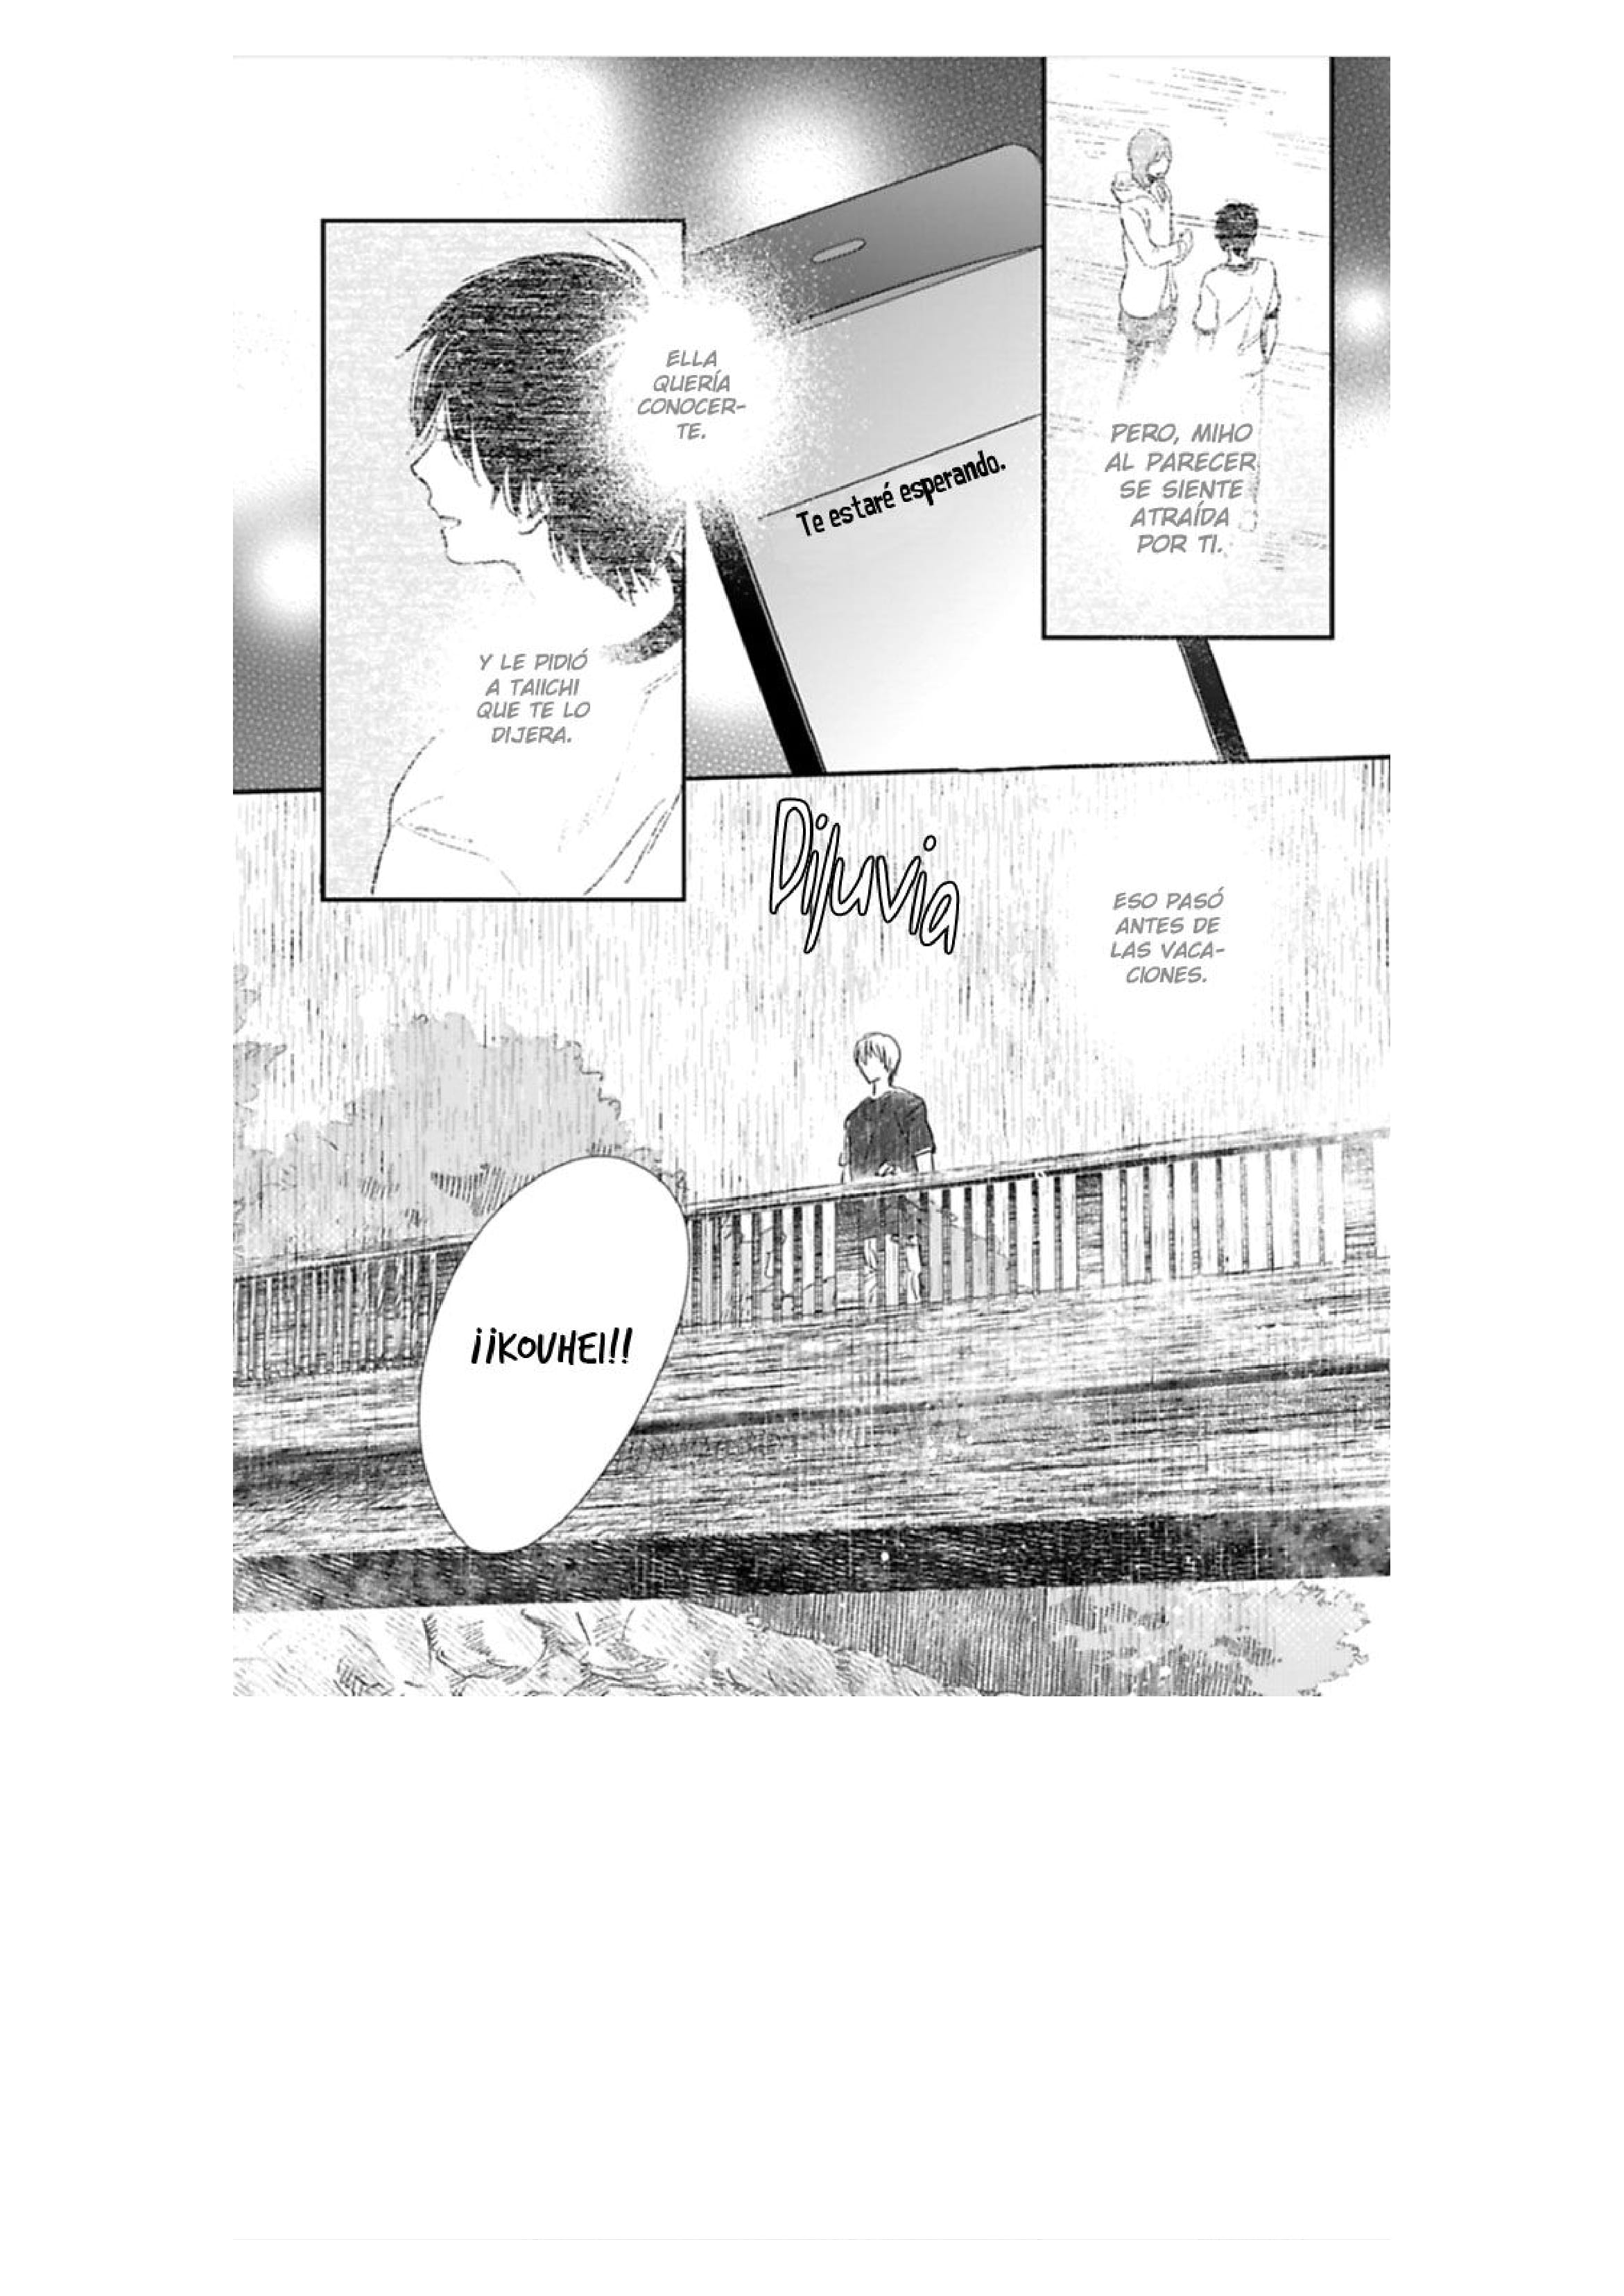 PERO, MIHO
AL PARECER
SE SIENTE
ATRAÍDA
POR TI.
Te estaré esperando.
ELLA
QUERÍA
CONOCER-
TE.
Y LE PIDIÓ
A TAIICHI
QUE TE LO
DIJERA.
Diluvia
ESO PASÓ
ANTES DE
LAS VACA-
CIONES.
¡¡KOUHEI!!